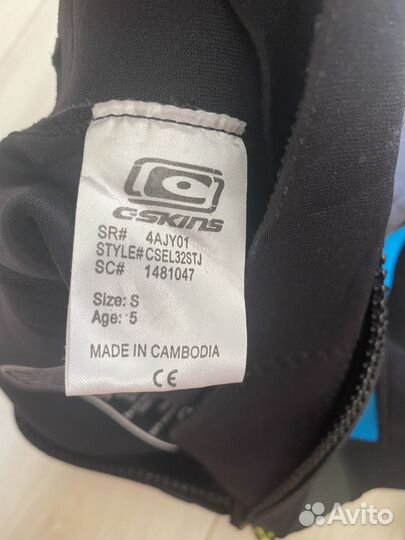 C-SKINS
SR# 4AJY01
STYLE# CSEL32STJ
SC# 1481047
Size: S
Age: 5
MADE IN CAMBODIA
CE
Avito